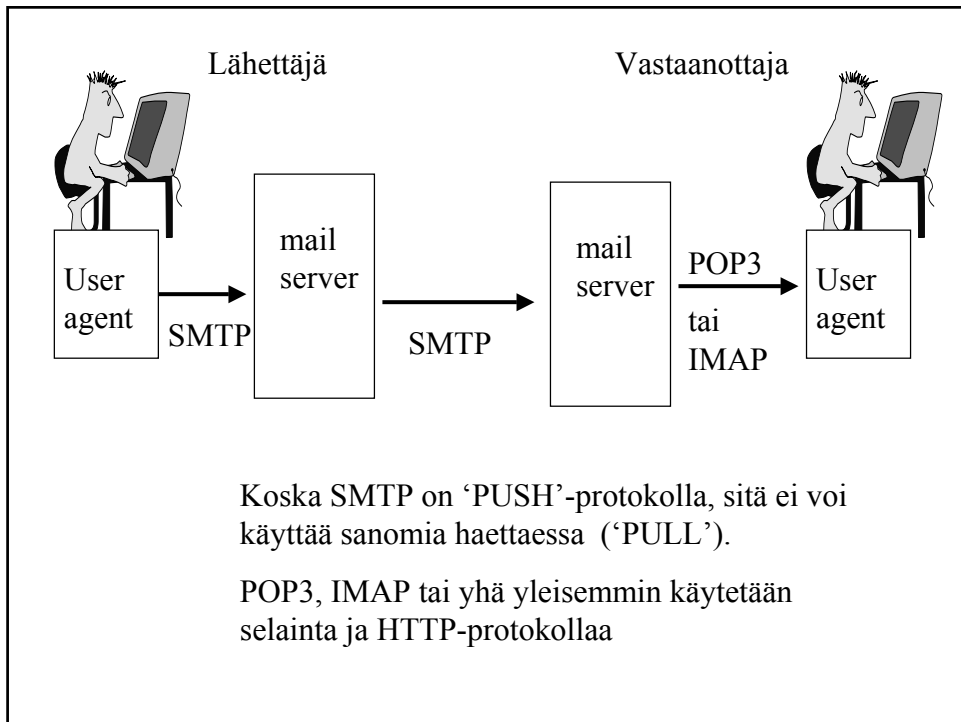 Lähettäjä
Vastaanottaja
User
agent
SMTP
mail
server
SMTP
mail
server
POP3
tai
IMAP
User
agent
Koska SMTP on ‘PUSH’-protokolla, sitä ei voi
käyttää sanomia haettaessa (‘PULL’).
POP3, IMAP tai yhä yleisemmin käytetään
selainta ja HTTP-protokollaa